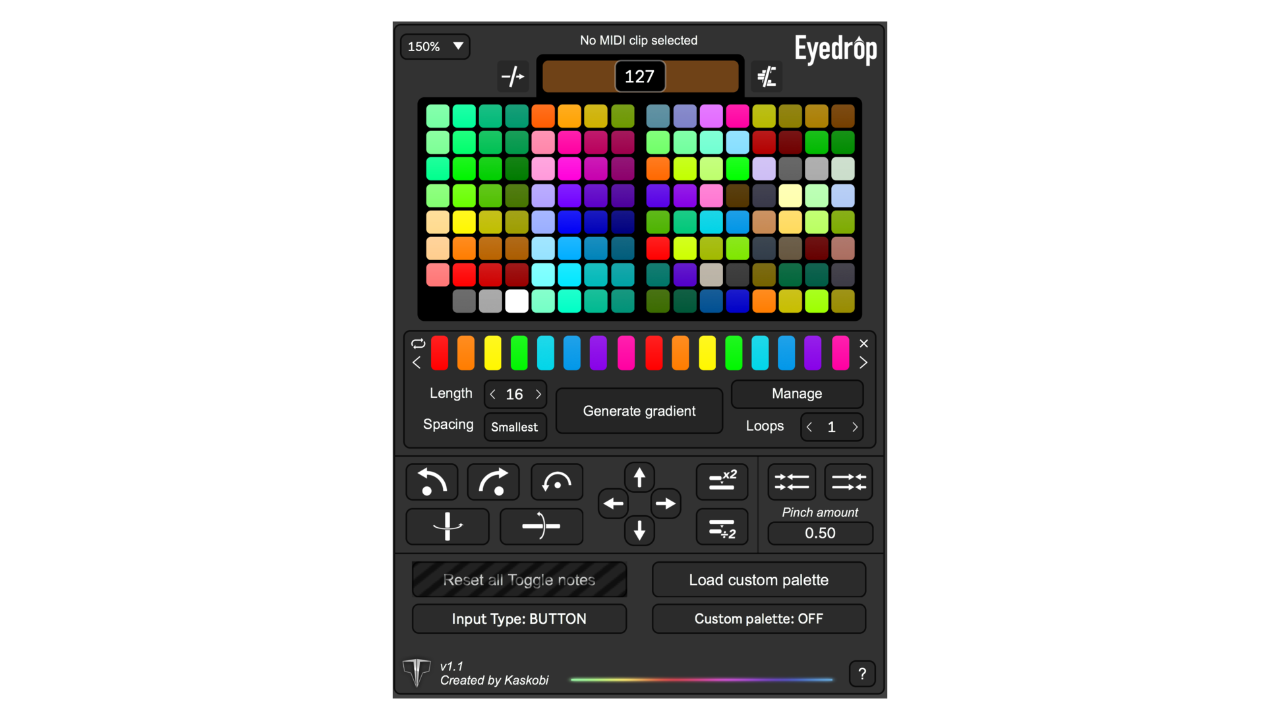 150%
No MIDI clip selected
Eyedrop
127
Length
16
Generate gradient
Manage
Spacing
Smallest
Loops
1
x2
÷2
Pinch amount
0.50
Reset all Toggle notes
Load custom palette
Input Type: BUTTON
Custom palette: OFF
v1.1
Created by Kaskobi
?